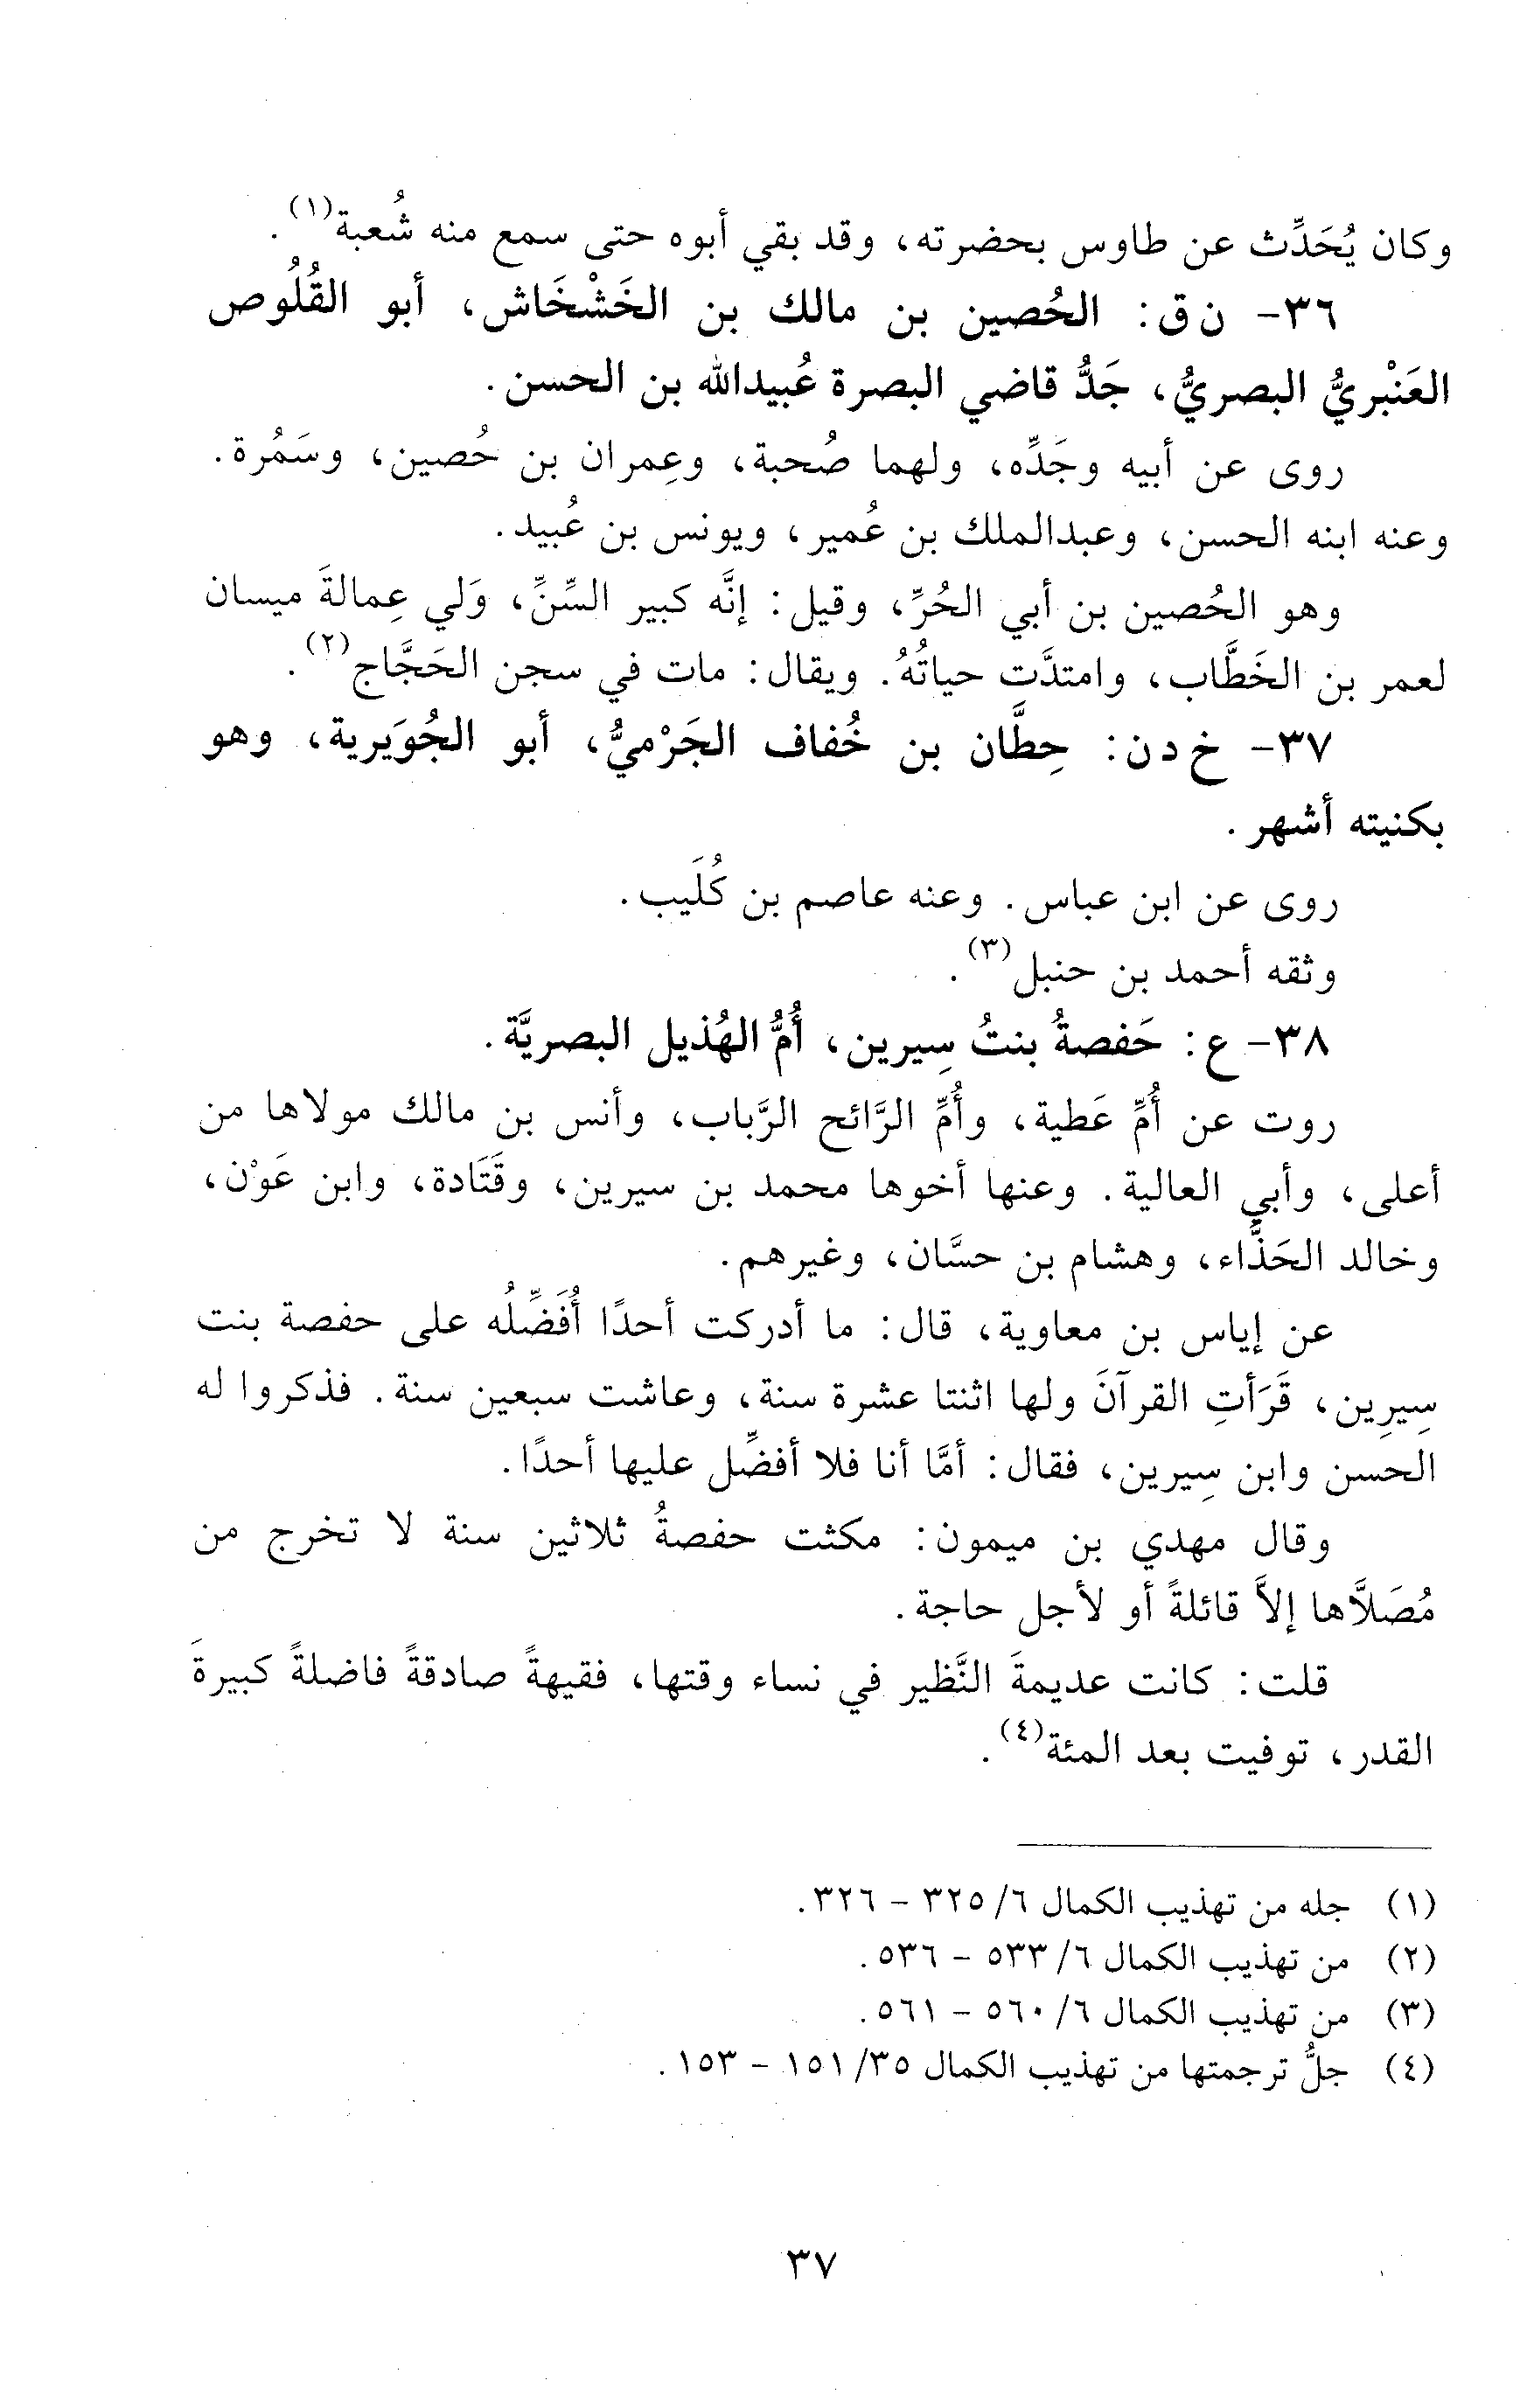 وكان يُحَدِّث عن طاوس بحضرته، وقد بقي أبوه حتى سمع منه شُعبة(١).
٣٦- ن ق: الحُصين بن مالك بن الخَشْخَاش، أبو القُلُوص
العَنْبريُّ البصريُّ، جَدُّ قاضي البصرة عُبيدالله بن الحسن.
روى عن أبيه وجَدِّه، ولهما صُحبة، وعِمران بن حُصين، وسَمُرة.
وعنه ابنه الحسن، وعبدالملك بن عُمير، ويونس بن عُبيد.
وهو الحُصين بن أبي الحُرِّ، وقيل: إنَّه كبير السِّنِّ، وَلي عِمالةَ ميسان
لعمر بن الخَطَّاب، وامتدَّت حياتُهُ. ويقال: مات في سجن الحَجَّاج(٢).
٣٧- خ د ن: حِطَّان بن خُفاف الجَرْميُّ، أبو الجُوَيرية، وهو
بكنيته أشهر.
روى عن ابن عباس. وعنه عاصم بن كُلَيب.
وثقه أحمد بن حنبل(٣).
٣٨- ع: حَفصةُ بنتُ سِيرين، أُمُّ الهُذيل البصريَّة.
روت عن أُمِّ عَطية، وأُمِّ الرَّائح الرَّباب، وأنس بن مالك مولاها من
أعلى، وأبي العالية. وعنها أخوها محمد بن سيرين، وقَتَادة، وابن عَوْن،
وخالد الحَذَّاء، وهشام بن حسَّان، وغيرهم.
عن إياس بن معاوية، قال: ما أدركت أحدًا أُفَضِّلُه على حفصة بنت
سِيرِين، قَرَأتِ القرآنَ ولها اثنتا عشرة سنة، وعاشت سبعين سنة. فذكروا له
الحسن وابن سِيرين، فقال: أمَّا أنا فلا أفضِّل عليها أحدًا.
وقال مهدي بن ميمون: مكثت حفصةُ ثلاثين سنة لا تخرج من
مُصَلاَّها إلاَّ قائلةً أو لأجل حاجة.
قلت: كانت عديمةَ النَّظير في نساء وقتها، فقيهةً صادقةً فاضلةً كبيرةَ
القدر، توفيت بعد المئة(٤).
(١) جله من تهذيب الكمال ٦/ ٣٢٥ - ٣٢٦.
(٢) من تهذيب الكمال ٦/ ٥٣٣ - ٥٣٦.
(٣) من تهذيب الكمال ٦/ ٥٦٠ - ٥٦١.
(٤) جلُّ ترجمتها من تهذيب الكمال ٣٥/ ١٥١ - ١٥٣.
٣٧